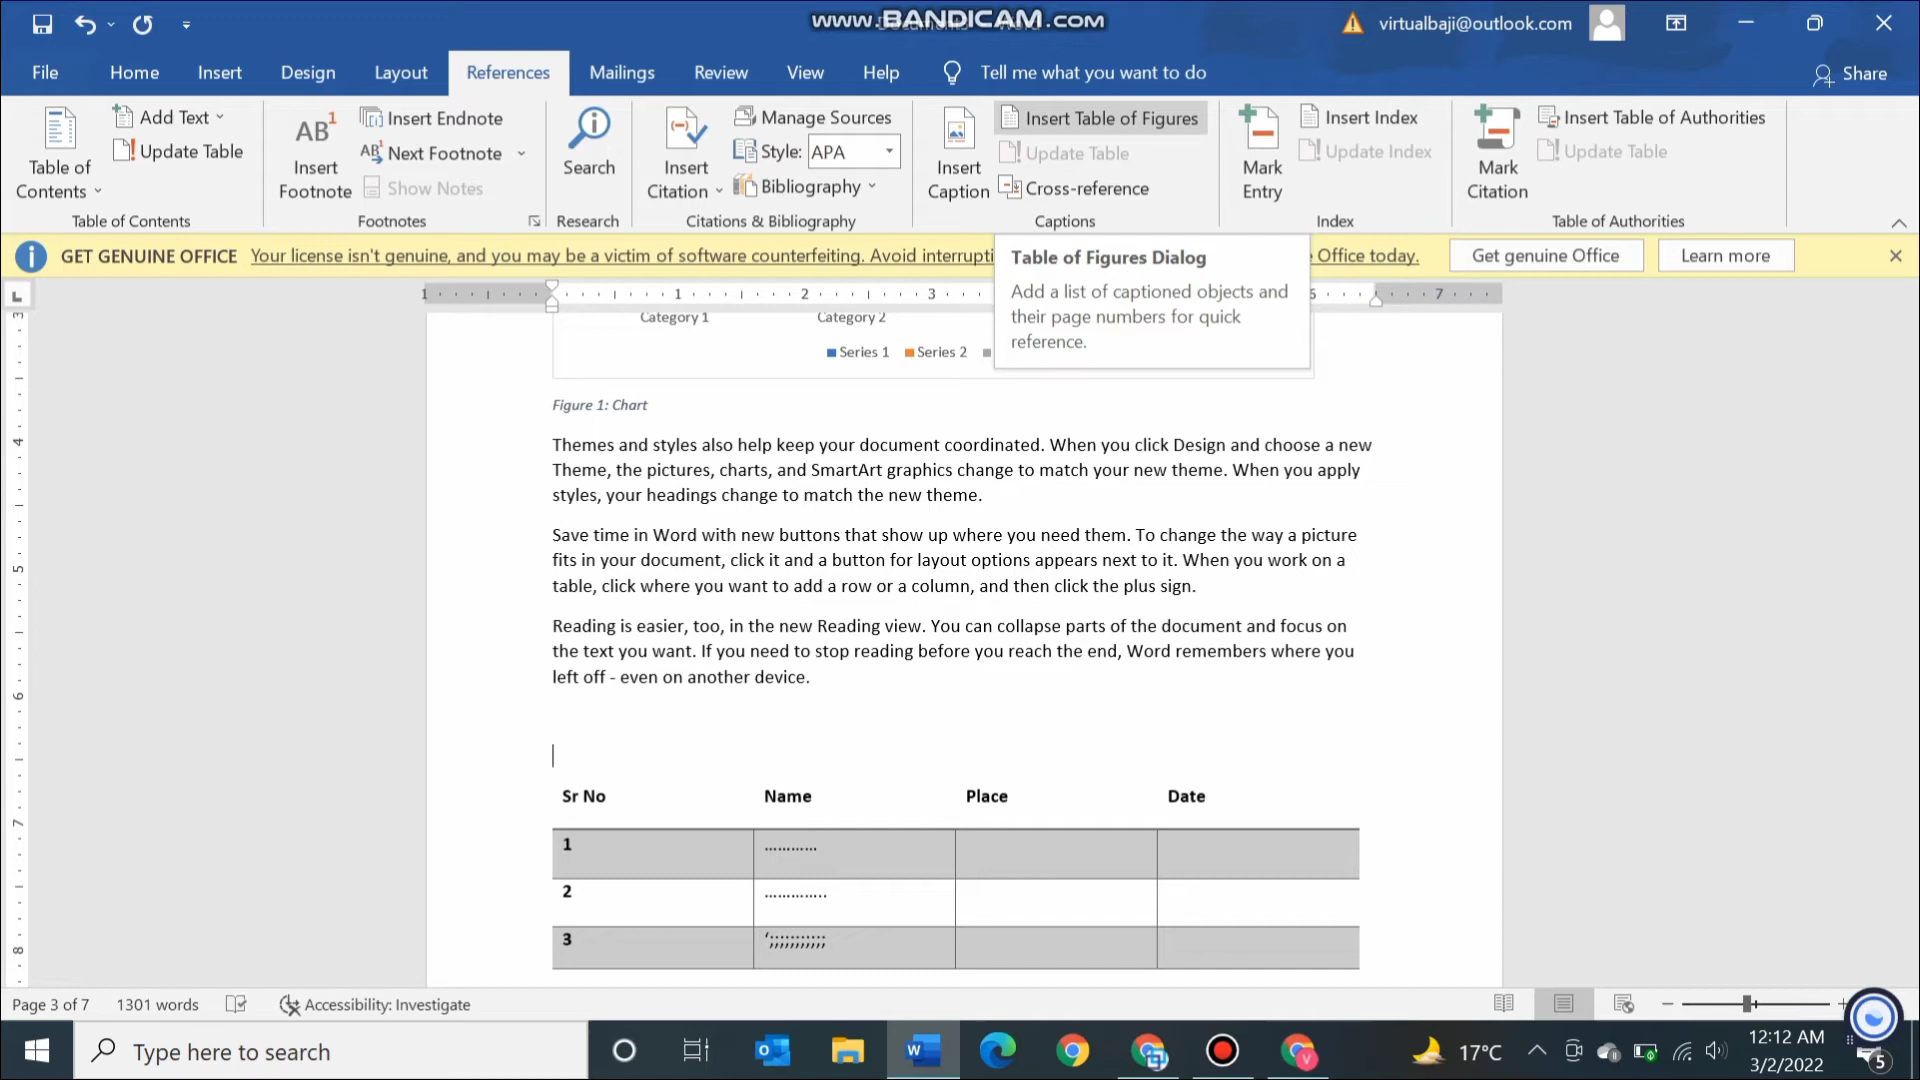 www.BANDICAM.com
virtualbaji@outlook.com
File Home Insert Design Layout References Mailings Review View Help Tell me what you want to do Share
Table of Contents
Add Text
Update Table
Table of Contents
AB1
Insert Footnote
Insert Endnote
Next Footnote
Show Notes
Footnotes
Search
Research
Insert Citation
Manage Sources
Style: APA
Bibliography
Citations & Bibliography
Insert Caption
Insert Table of Figures
Update Table
Cross-reference
Captions
Mark Entry
Insert Index
Update Index
Index
Mark Citation
Insert Table of Authorities
Update Table
Table of Authorities
GET GENUINE OFFICE Your license isn't genuine, and you may be a victim of software counterfeiting. Avoid interrupti Office today. Get genuine Office Learn more
Table of Figures Dialog
Add a list of captioned objects and
their page numbers for quick
reference.
1 1 2 3 6 7
3
4
5
6
7
8
Category 1 Category 2
Series 1 Series 2
Figure 1: Chart
Themes and styles also help keep your document coordinated. When you click Design and choose a new
Theme, the pictures, charts, and SmartArt graphics change to match your new theme. When you apply
styles, your headings change to match the new theme.
Save time in Word with new buttons that show up where you need them. To change the way a picture
fits in your document, click it and a button for layout options appears next to it. When you work on a
table, click where you want to add a row or a column, and then click the plus sign.
Reading is easier, too, in the new Reading view. You can collapse parts of the document and focus on
the text you want. If you need to stop reading before you reach the end, Word remembers where you
left off - even on another device.
Sr No Name Place Date
1 …………
2 …………..
3 ‘;;;;;;;;;;;
Page 3 of 7 1301 words Accessibility: Investigate
Type here to search
17°C
12:12 AM
3/2/2022
5